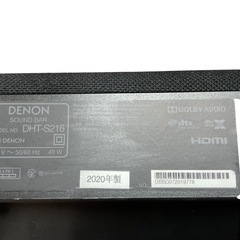 DENON
SOUND BAR
DEL NO. DHT-S216
DENON
V ~ 50/60 Hz 40 W
2020年製
DOLBY AUDIO
dts X
HDMI